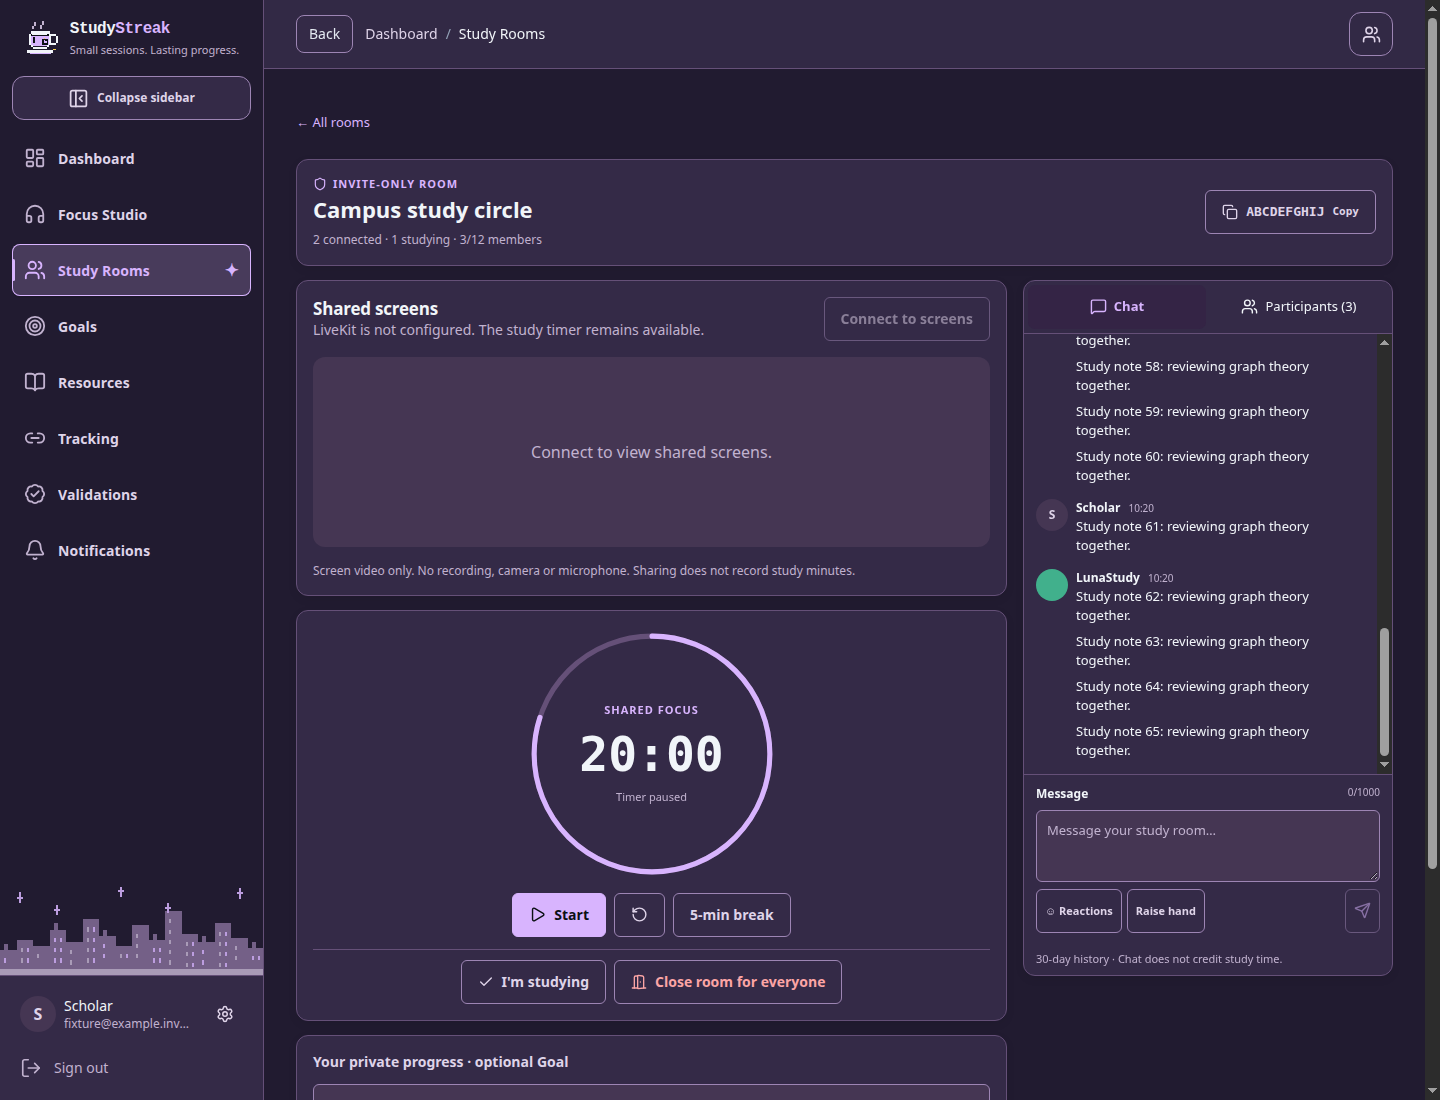 StudyStreak
Small sessions. Lasting progress.
Collapse sidebar
Dashboard
Focus Studio
Study Rooms
Goals
Resources
Tracking
Validations
Notifications
S
Scholar
fixture@example.inv...
Sign out
Back
Dashboard / Study Rooms
← All rooms
INVITE-ONLY ROOM
Campus study circle
2 connected · 1 studying · 3/12 members
ABCDEFGHIJ Copy
Shared screens
LiveKit is not configured. The study timer remains available.
Connect to screens
Connect to view shared screens.
Screen video only. No recording, camera or microphone. Sharing does not record study minutes.
SHARED FOCUS
20:00
Timer paused
Start
5-min break
I'm studying
Close room for everyone
Your private progress · optional Goal
Chat
Participants (3)
together.
Study note 58: reviewing graph theory
together.
Study note 59: reviewing graph theory
together.
Study note 60: reviewing graph theory
together.
S
Scholar 10:20
Study note 61: reviewing graph theory
together.
LunaStudy 10:20
Study note 62: reviewing graph theory
together.
Study note 63: reviewing graph theory
together.
Study note 64: reviewing graph theory
together.
Study note 65: reviewing graph theory
together.
Message 0/1000
Message your study room...
☺ Reactions
Raise hand
30-day history · Chat does not credit study time.